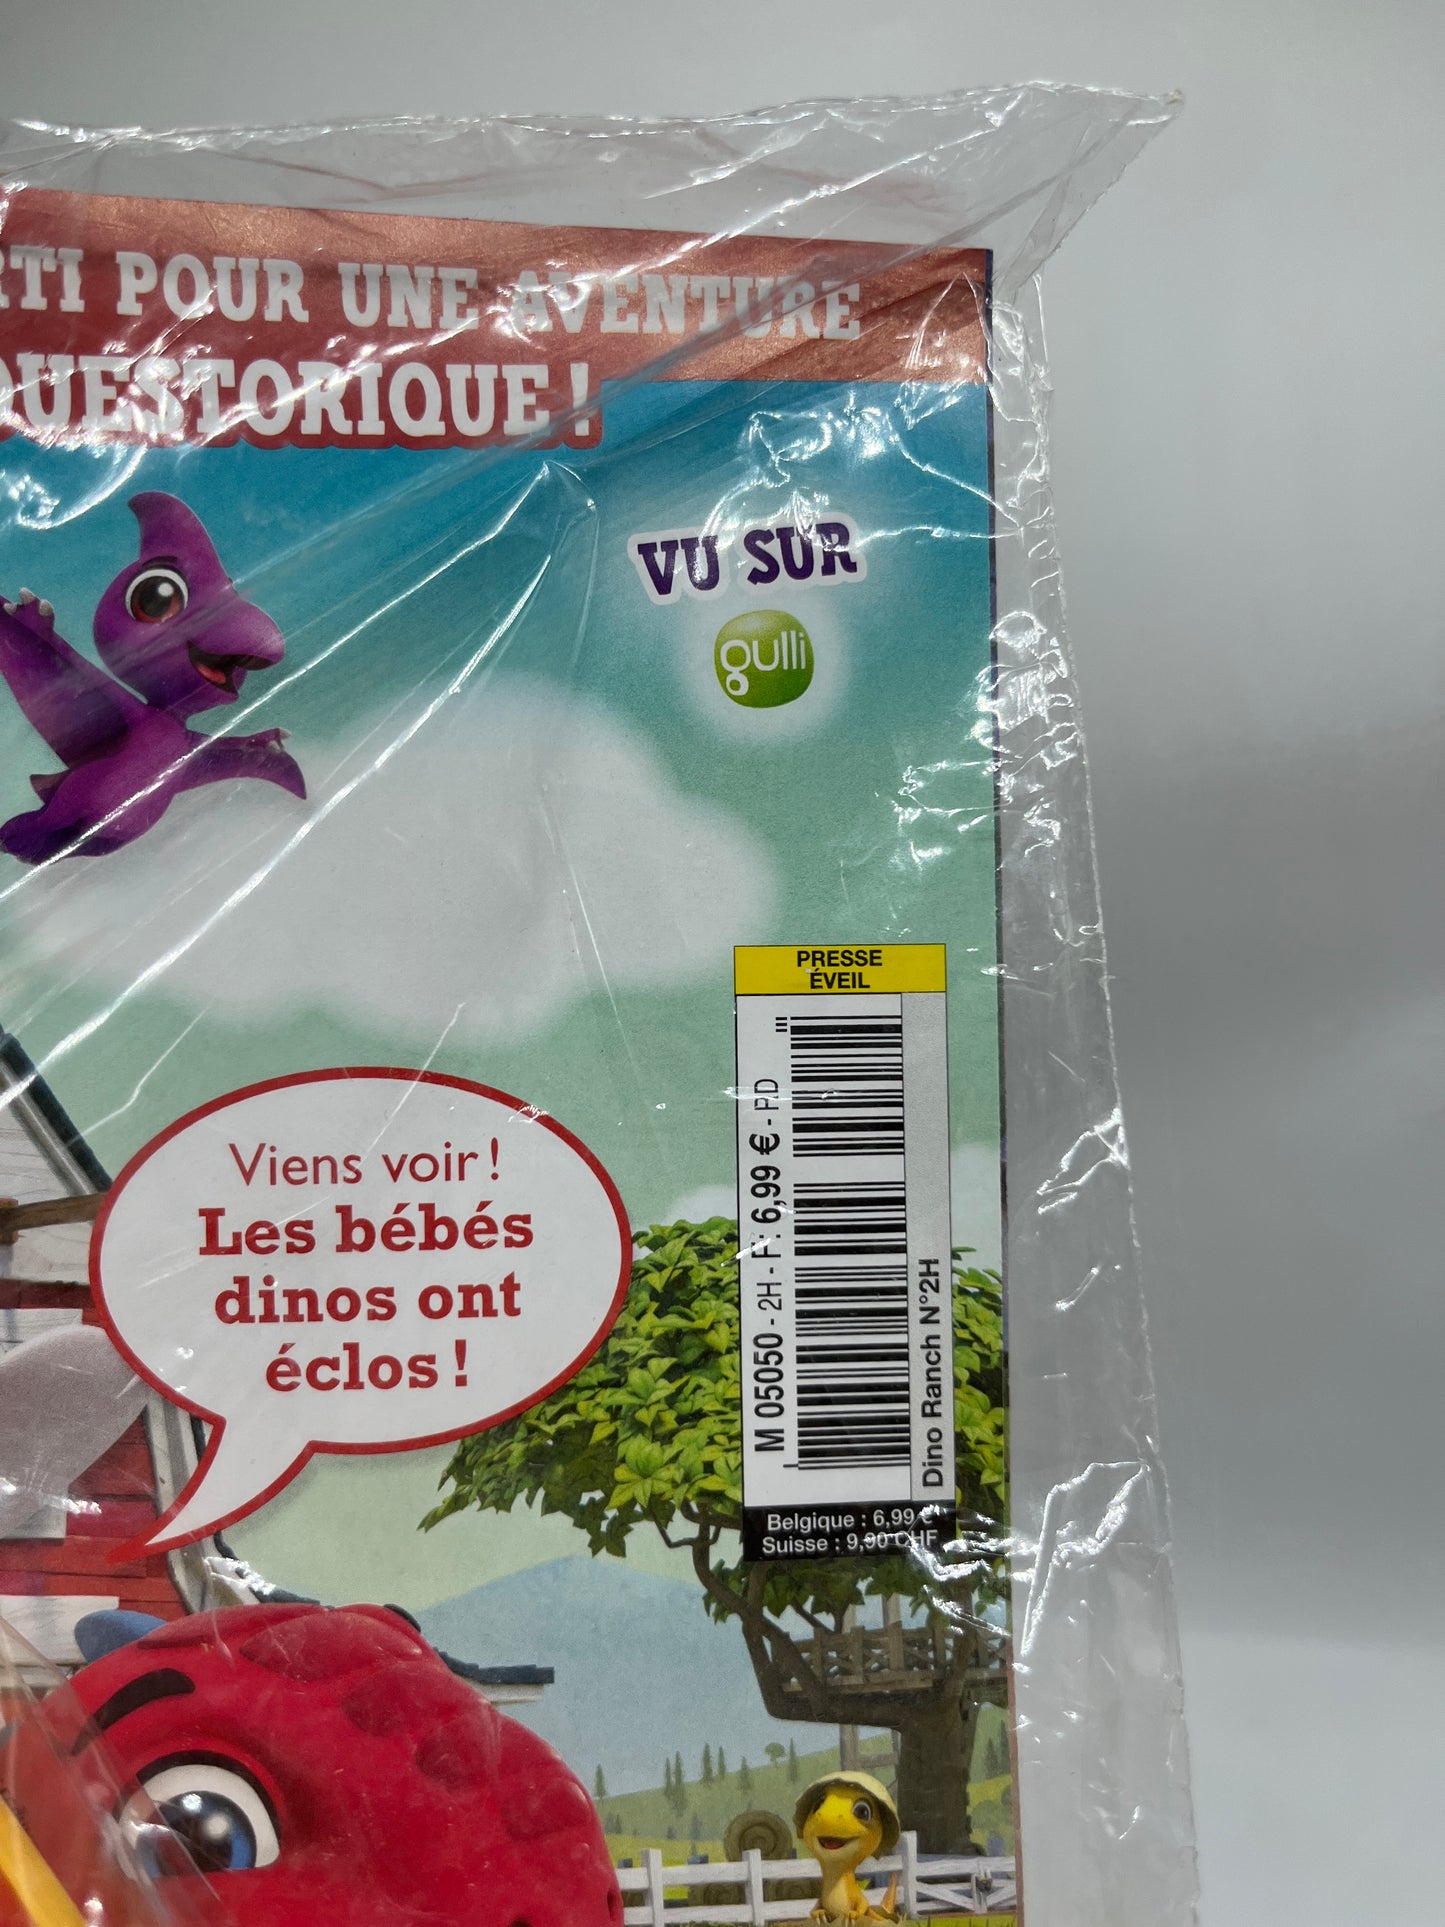 RTI POUR UNE AVENTURE
OUESTORIQUE !
VU SUR
gulli
PRESSE
ÉVEIL
M 05050 - 2H - F: 6,99 € - RD
Dino Ranch N°2H
Belgique : 6,99 €
Suisse : 9,90 CHF
Viens voir !
Les bébés
dinos ont
éclos !